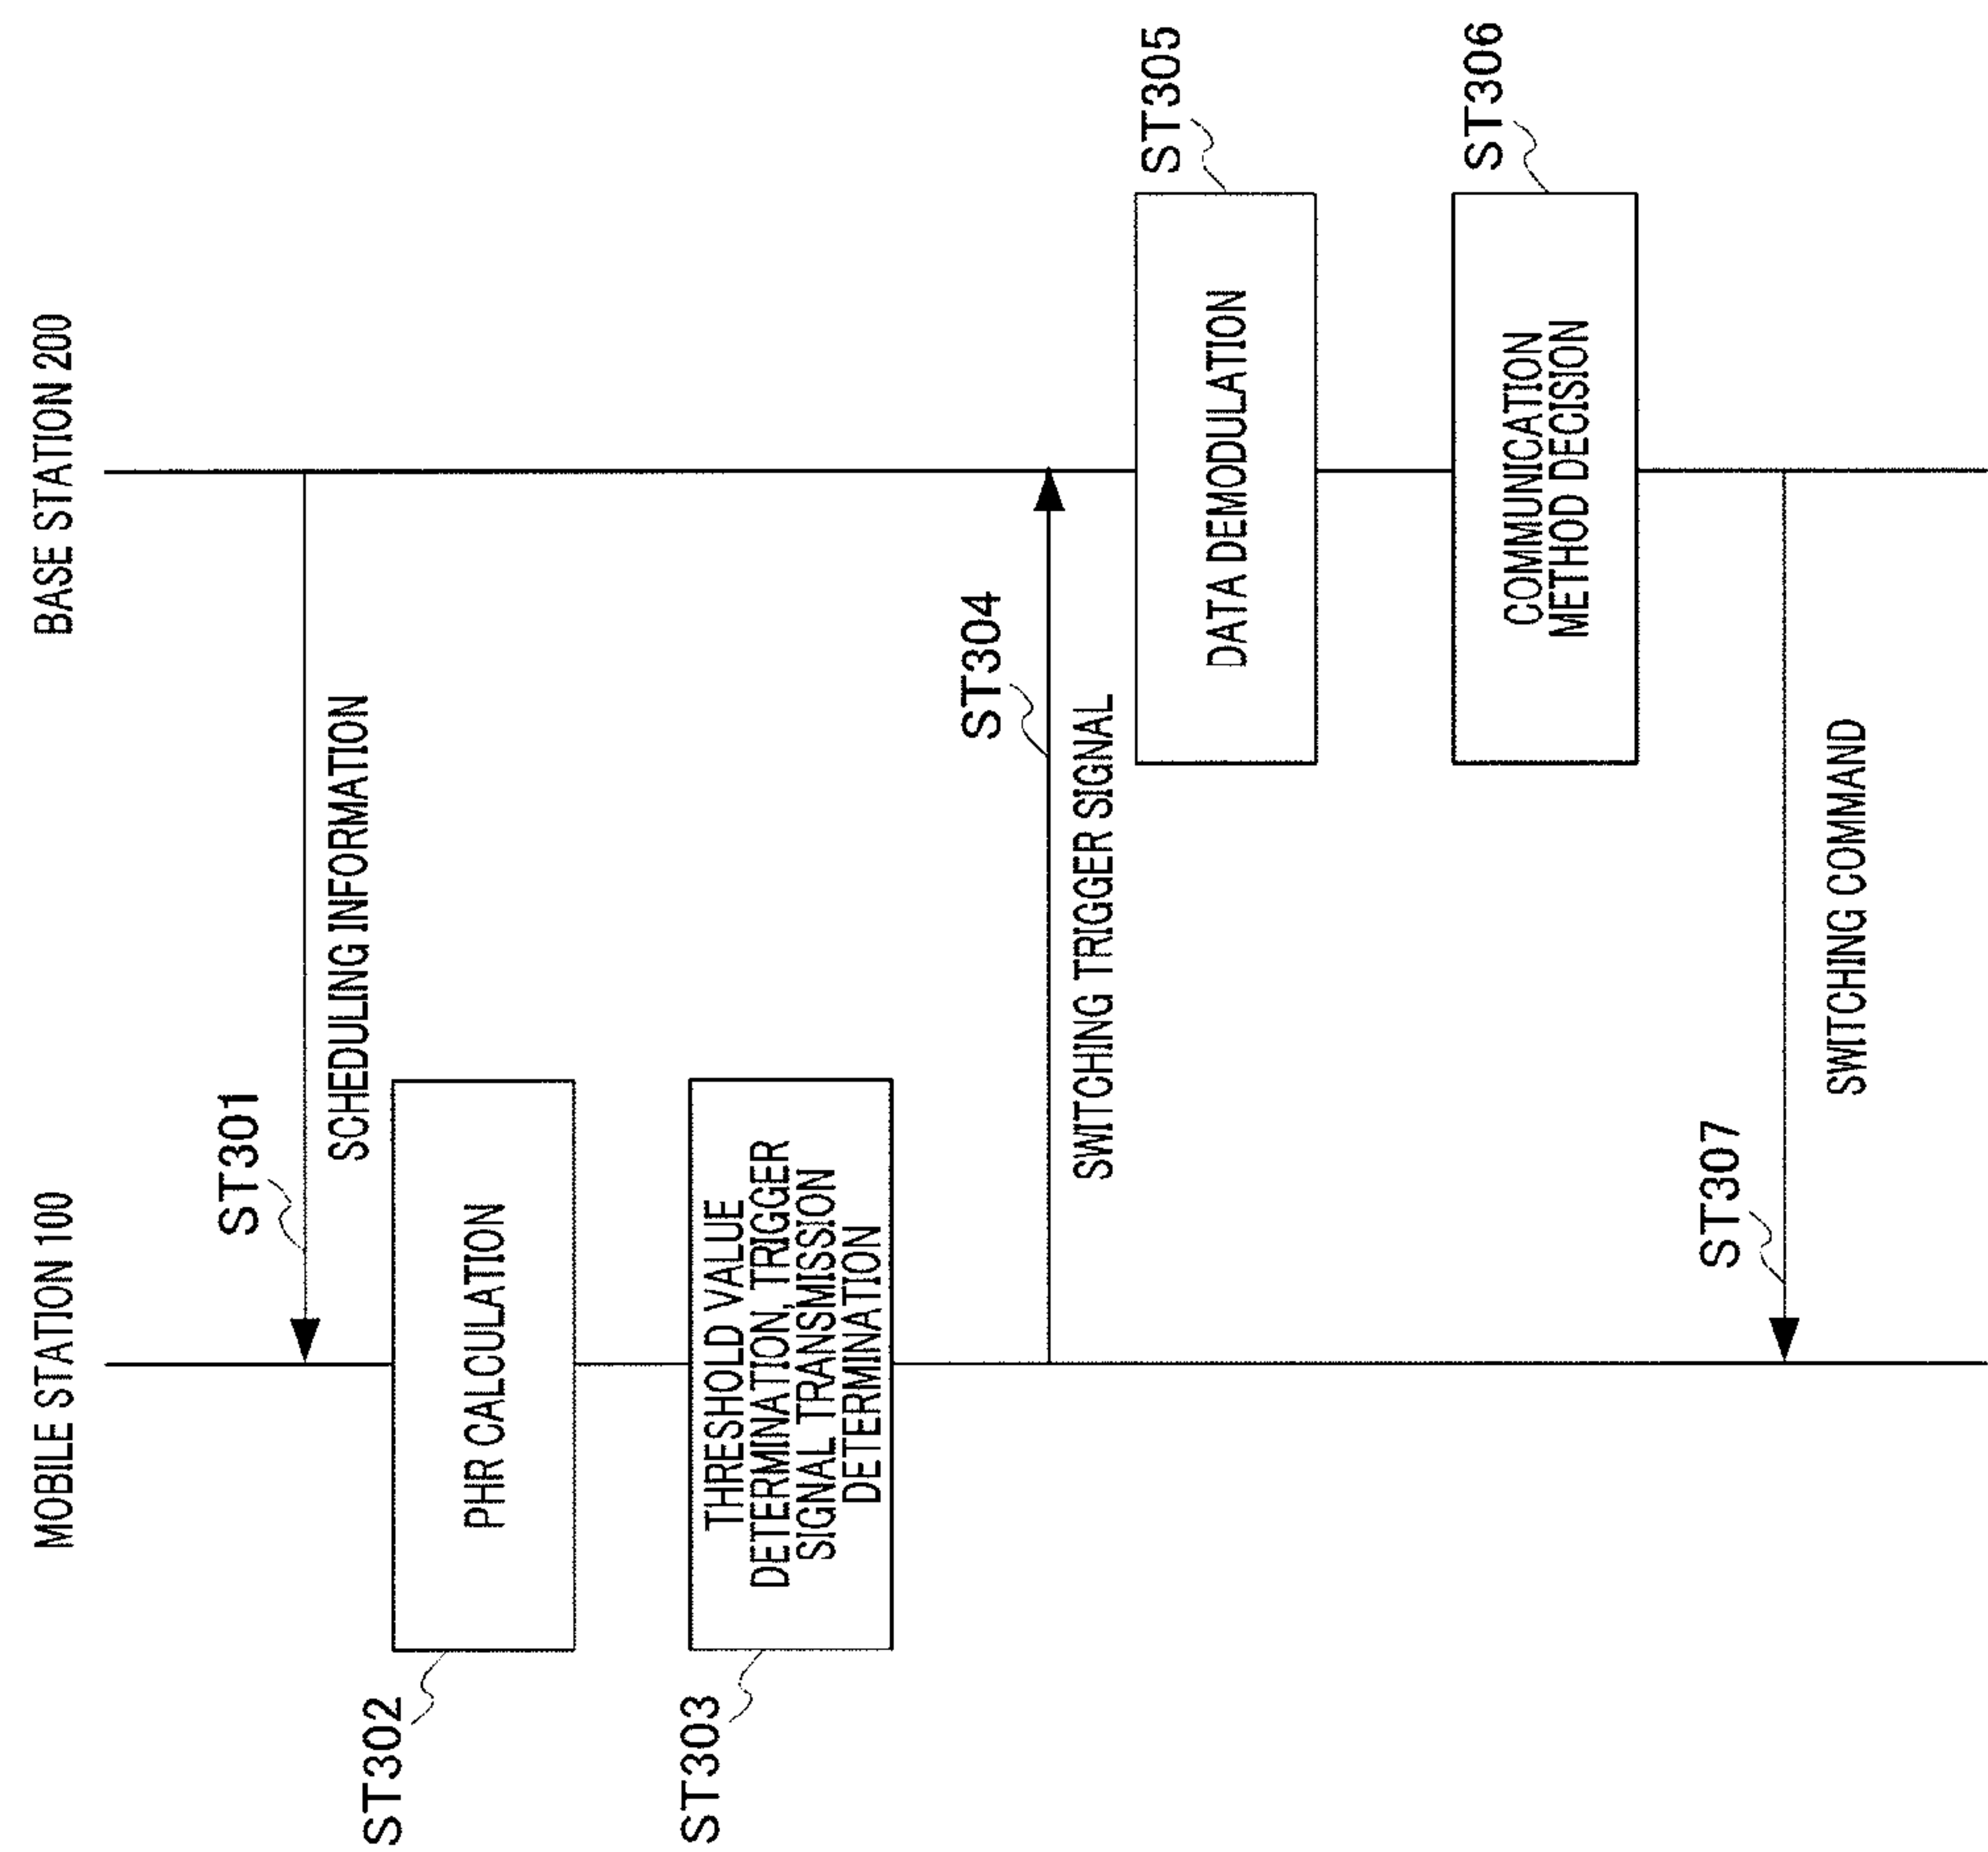 MOBILE STATION 100
BASE STATION 200
ST301
SCHEDULING INFORMATION
ST302
PHR CALCULATION
ST303
THRESHOLD VALUE
DETERMINATION, TRIGGER
SIGNAL TRANSMISSION
DETERMINATION
ST304
SWITCHING TRIGGER SIGNAL
ST305
DATA DEMODULATION
ST306
COMMUNICATION
METHOD DECISION
ST307
SWITCHING COMMAND